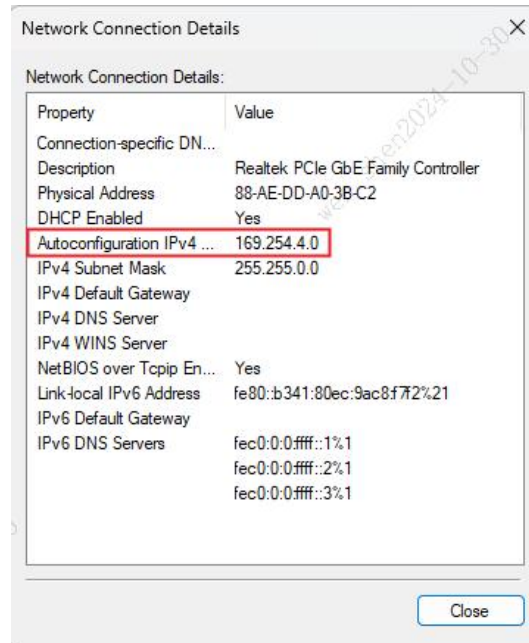 Network Connection Details
Network Connection Details:
Property Value
Connection-specific DN...
Description Realtek PCIe GbE Family Controller
Physical Address 88-AE-DD-A0-3B-C2
DHCP Enabled Yes
Autoconfiguration IPv4 ... 169.254.4.0
IPv4 Subnet Mask 255.255.0.0
IPv4 Default Gateway
IPv4 DNS Server
IPv4 WINS Server
NetBIOS over Tcpip En... Yes
Link-local IPv6 Address fe80::b341:80ec:9ac8:f7f2%21
IPv6 Default Gateway
IPv6 DNS Servers fec0:0:0:ffff::1%1
fec0:0:0:ffff::2%1
fec0:0:0:ffff::3%1
Close
2024-10-30